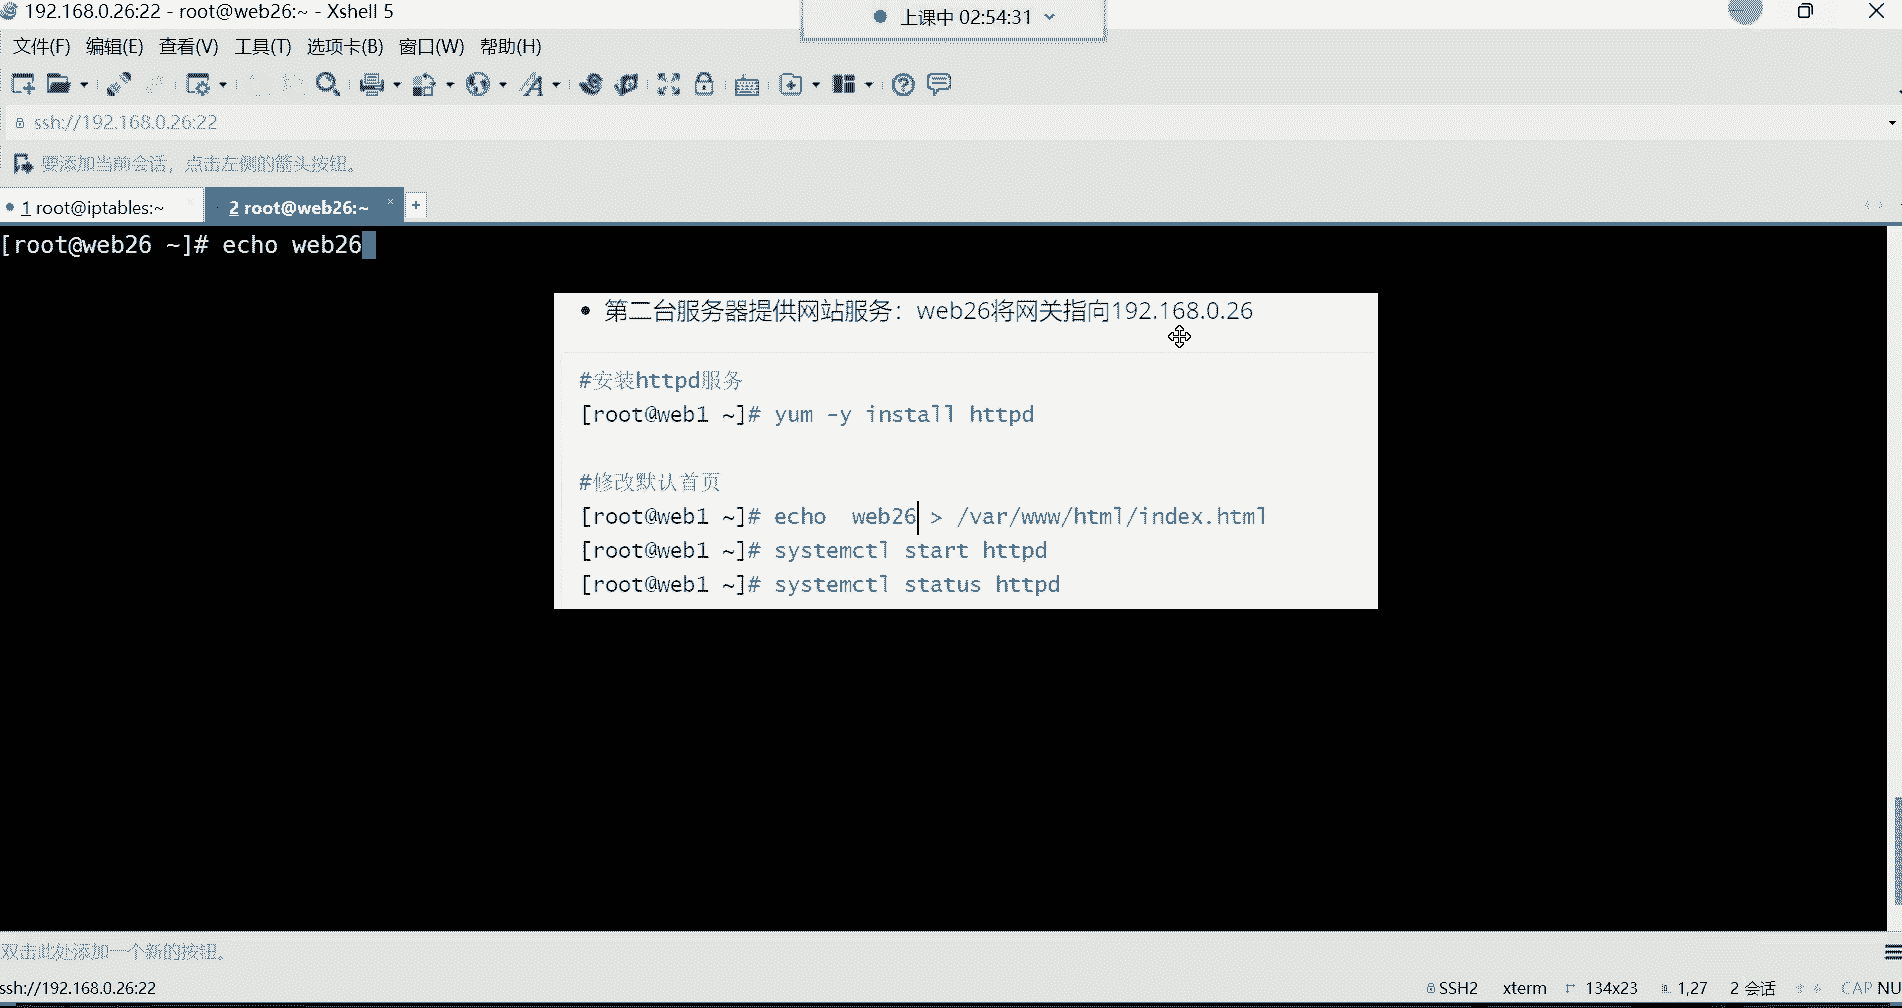 192.168.0.26:22 - root@web26:~ - Xshell 5
上课中 02:54:31
文件(F) 编辑(E) 查看(V) 工具(T) 选项卡(B) 窗口(W) 帮助(H)
ssh://192.168.0.26:22
要添加当前会话，点击左侧的箭头按钮。
1 root@iptables:~ 2 root@web26:~
[root@web26 ~]# echo web26
• 第二台服务器提供网站服务：web26将网关指向192.168.0.26
#安装httpd服务
[root@web1 ~]# yum -y install httpd
#修改默认首页
[root@web1 ~]# echo  web26 > /var/www/html/index.html
[root@web1 ~]# systemctl start httpd
[root@web1 ~]# systemctl status httpd
双击此处添加一个新的按钮。
ssh://192.168.0.26:22 SSH2 xterm 134x23 1,27 2 会话 CAP NU